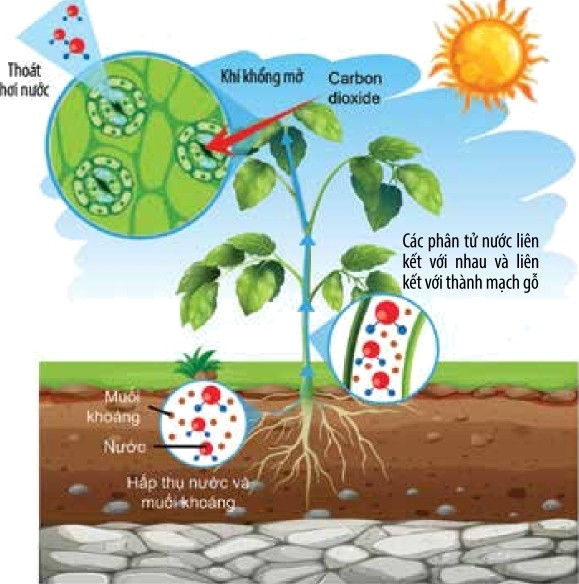 Thoát
hơi nước
Khí khổng mở
Carbon
dioxide
Các phân tử nước liên
kết với nhau và liên
kết với thành mạch gỗ
Muối
khoáng
Nước
Hấp thụ nước và
muối khoáng